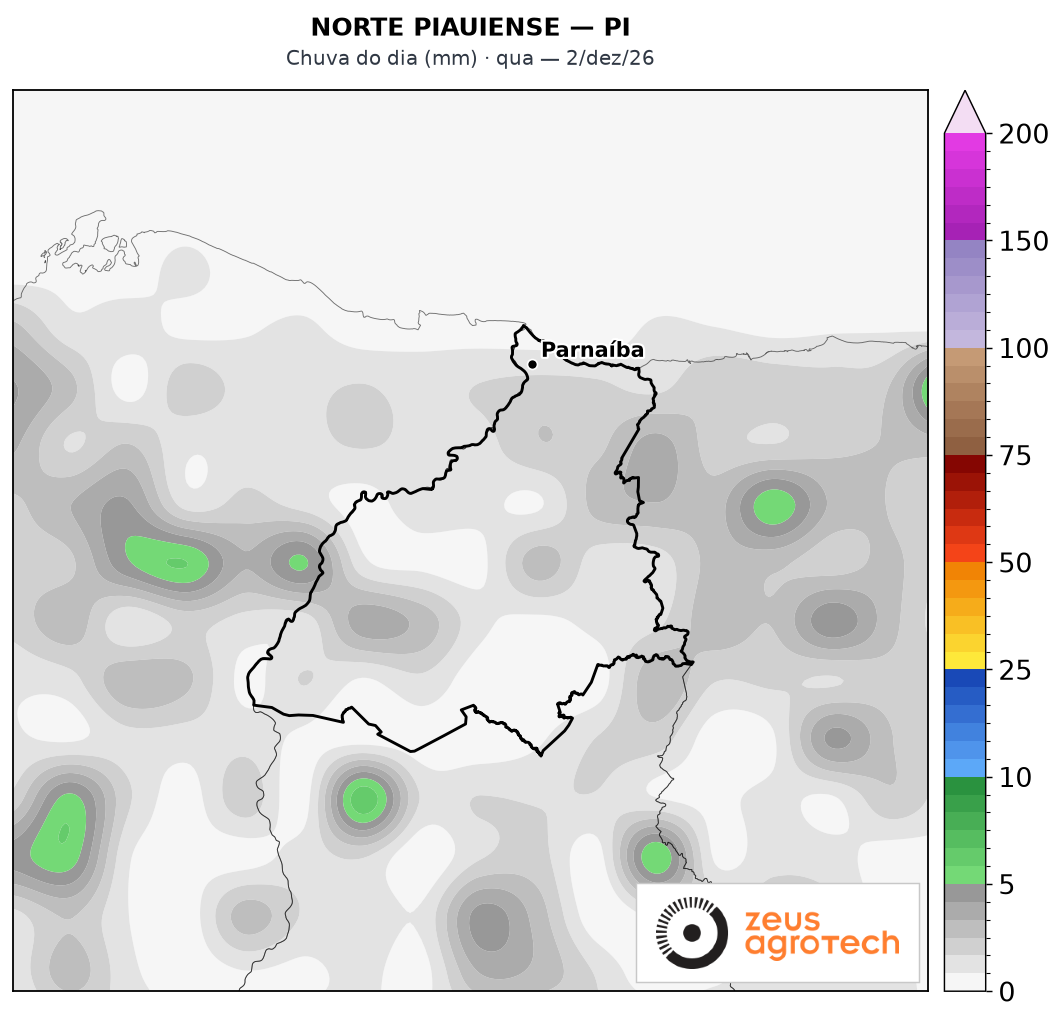 NORTE PIAUIENSE — PI
Chuva do dia (mm) · qua — 2/dez/26
Parnaíba
200
150
100
75
50
25
10
5
0
zeus
agrotech